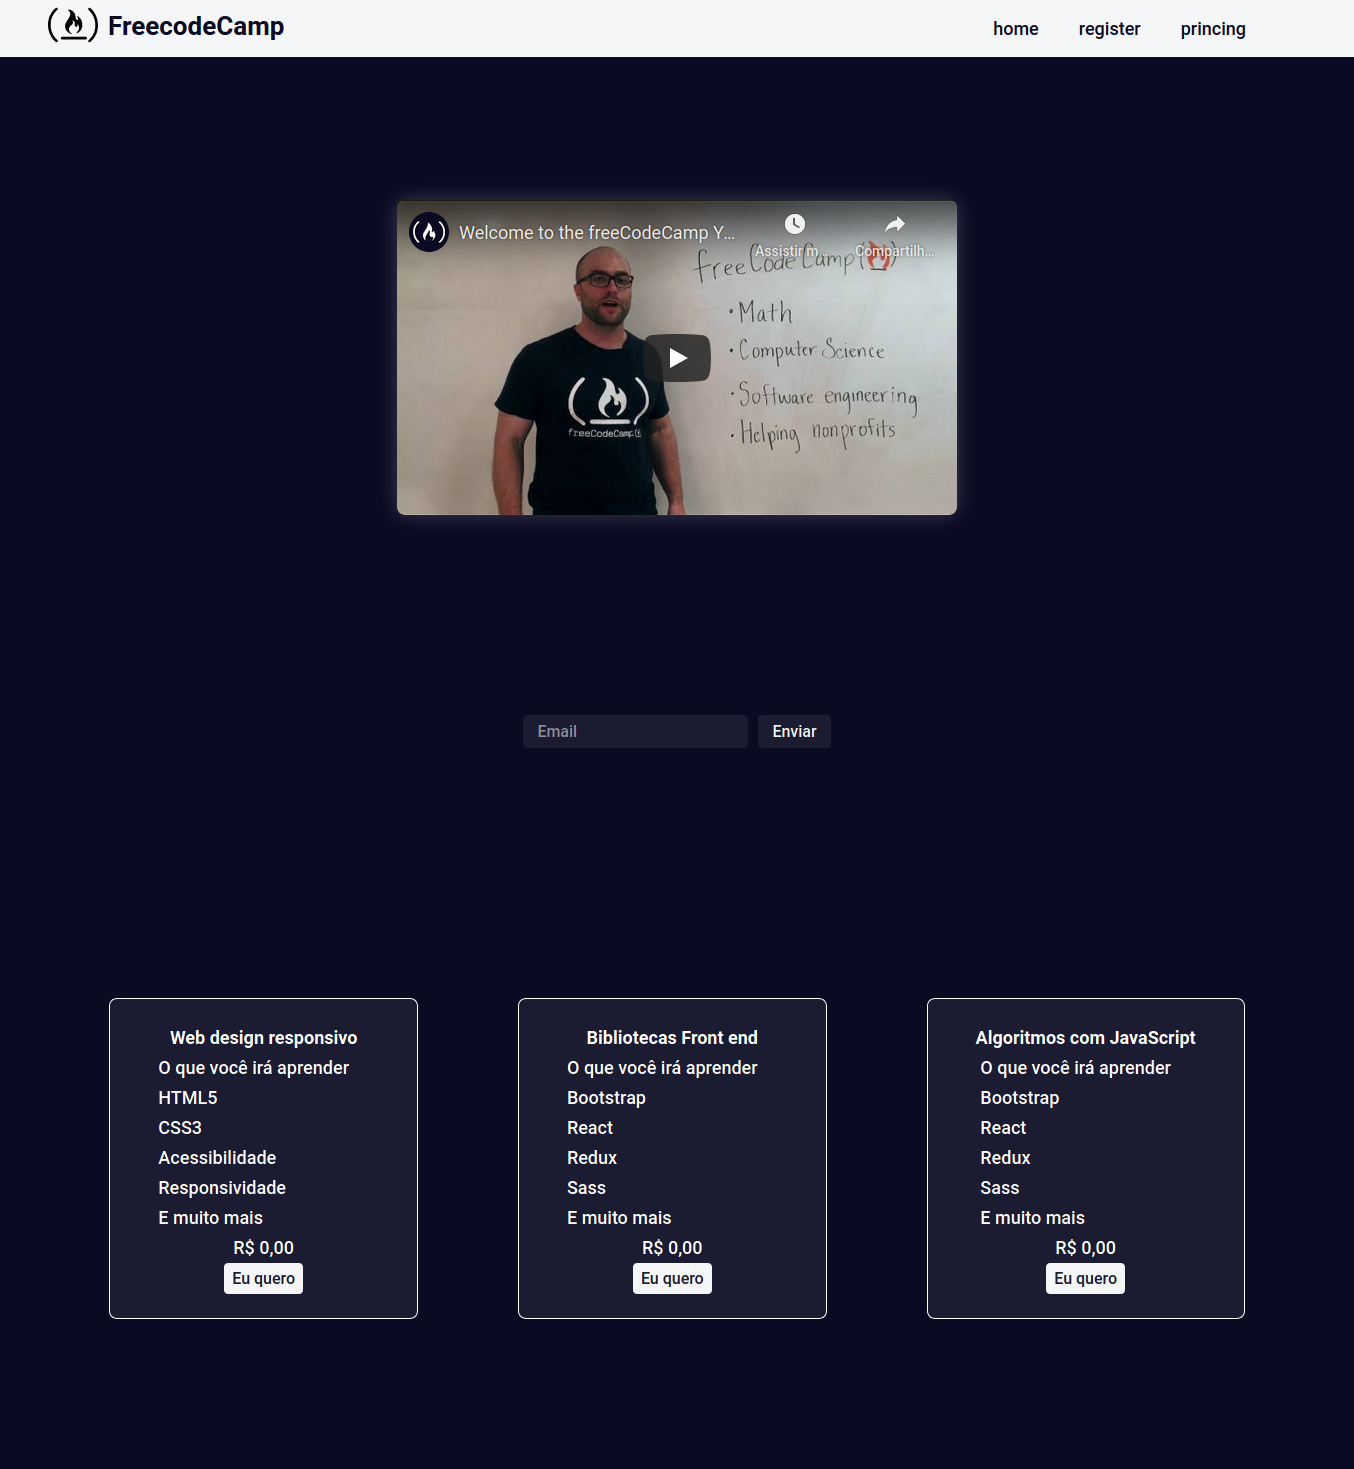 FreecodeCamp
home register princing
Welcome to the freeCodeCamp Y...
Assistir m... Compartilh...
freeCodeCamp(
• Math
• Computer Science
• Software engineering
• Helping nonprofits
freeCodeCamp(
Email Enviar
Web design responsivo
O que você irá aprender
HTML5
CSS3
Acessibilidade
Responsividade
E muito mais
R$ 0,00
Eu quero
Bibliotecas Front end
O que você irá aprender
Bootstrap
React
Redux
Sass
E muito mais
R$ 0,00
Eu quero
Algoritmos com JavaScript
O que você irá aprender
Bootstrap
React
Redux
Sass
E muito mais
R$ 0,00
Eu quero